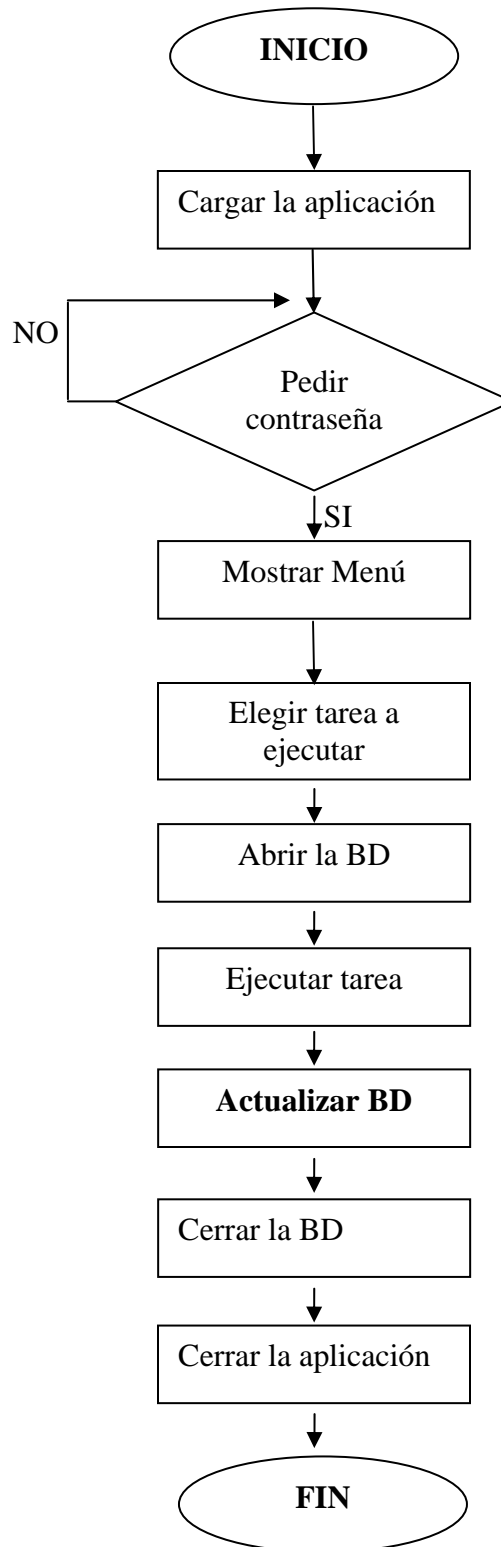 INICIO
Cargar la aplicación
NO
Pedir
contraseña
SI
Mostrar Menú
Elegir tarea a
ejecutar
Abrir la BD
Ejecutar tarea
Actualizar BD
Cerrar la BD
Cerrar la aplicación
FIN